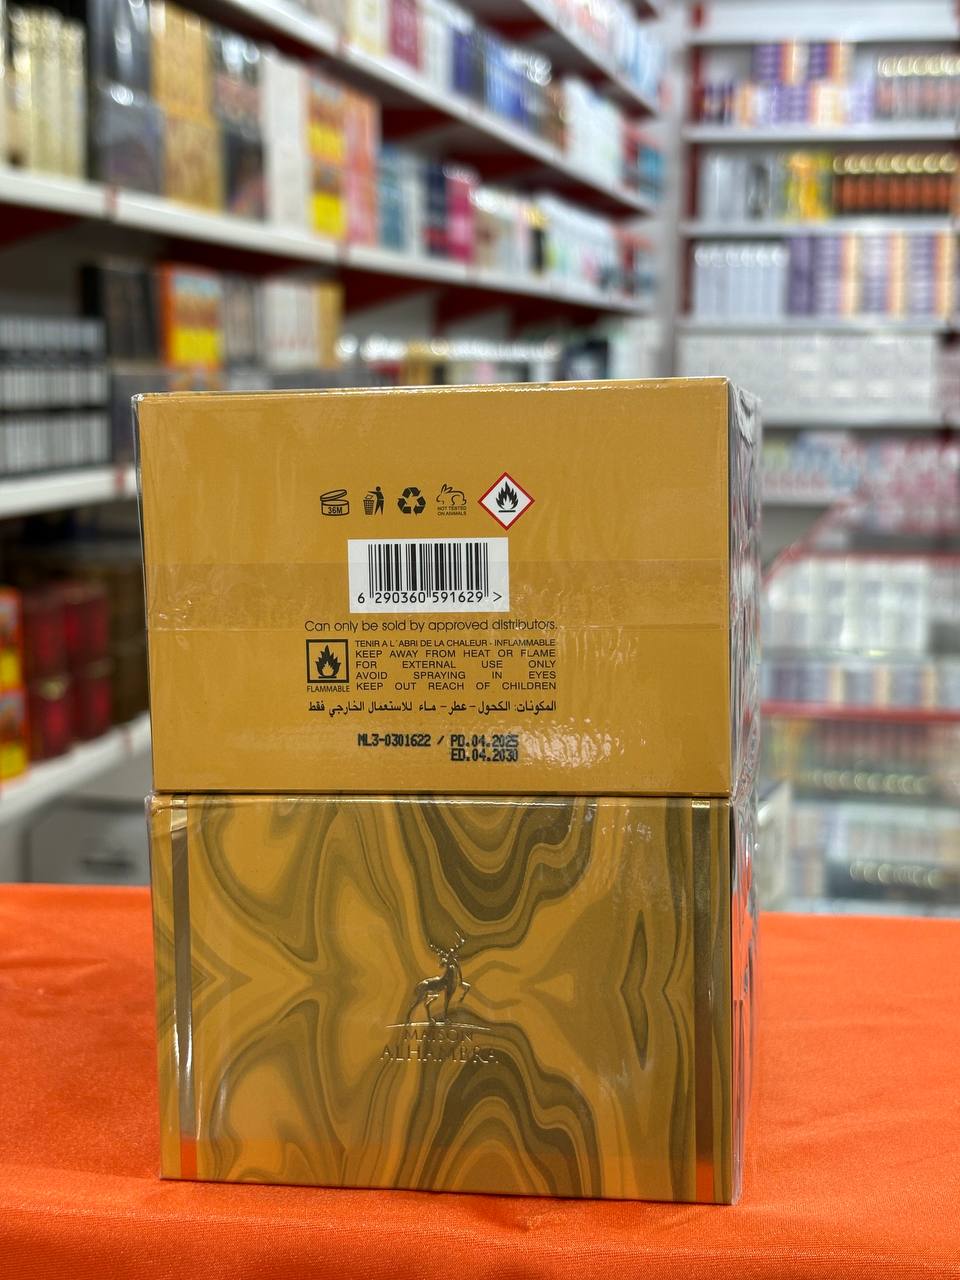 36M
NOT TESTED
ON ANIMALS
6 290360 591629 >
Can only be sold by approved distributors.
TENIR A L´ABRI DE LA CHALEUR - INFLAMMABLE
KEEP AWAY FROM HEAT OR FLAME
FOR EXTERNAL USE ONLY
AVOID SPRAYING IN EYES
KEEP OUT REACH OF CHILDREN
FLAMMABLE
المكونات: الكحول - عطر - ماء للاستعمال الخارجي فقط
ML3-0301622 / PD.04.2025
ED.04.2030
MAISON
ALHAMBRA